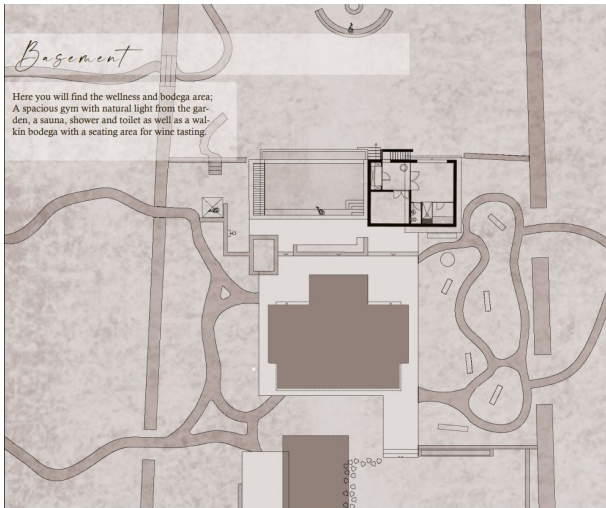 Basement
Here you will find the wellness and bodega area;
A spacious gym with natural light from the gar-
den, a sauna, shower and toilet as well as a wal-
kin bodega with a seating area for wine tasting.